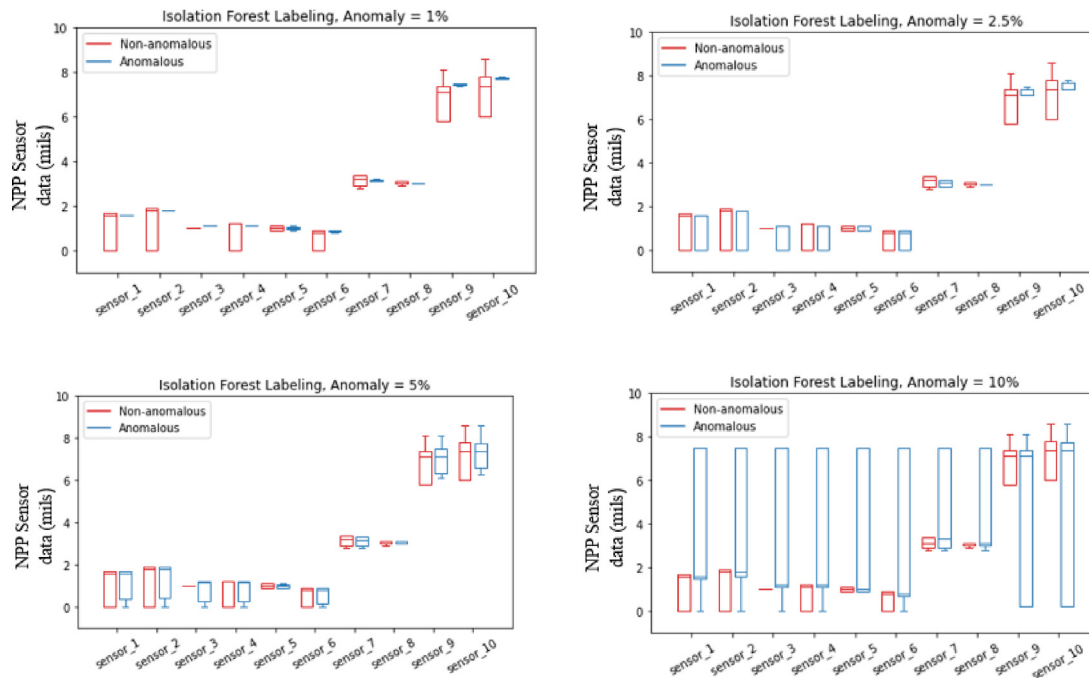 Isolation Forest Labeling, Anomaly = 1%
10
8
6
4
2
0
NPP Sensor
data (mils)
Non-anomalous
Anomalous
sensor_1
sensor_2
sensor_3
sensor_4
sensor_5
sensor_6
sensor_7
sensor_8
sensor_9
sensor_10
Isolation Forest Labeling, Anomaly = 2.5%
10
8
6
4
2
0
NPP Sensor
data (mils)
Non-anomalous
Anomalous
sensor_1
sensor_2
sensor_3
sensor_4
sensor_5
sensor_6
sensor_7
sensor_8
sensor_9
sensor_10
Isolation Forest Labeling, Anomaly = 5%
10
8
6
4
2
0
NPP Sensor
data (mils)
Non-anomalous
Anomalous
sensor_1
sensor_2
sensor_3
sensor_4
sensor_5
sensor_6
sensor_7
sensor_8
sensor_9
sensor_10
Isolation Forest Labeling, Anomaly = 10%
10
8
6
4
2
0
NPP Sensor
data (mils)
Non-anomalous
Anomalous
sensor_1
sensor_2
sensor_3
sensor_4
sensor_5
sensor_6
sensor_7
sensor_8
sensor_9
sensor_10